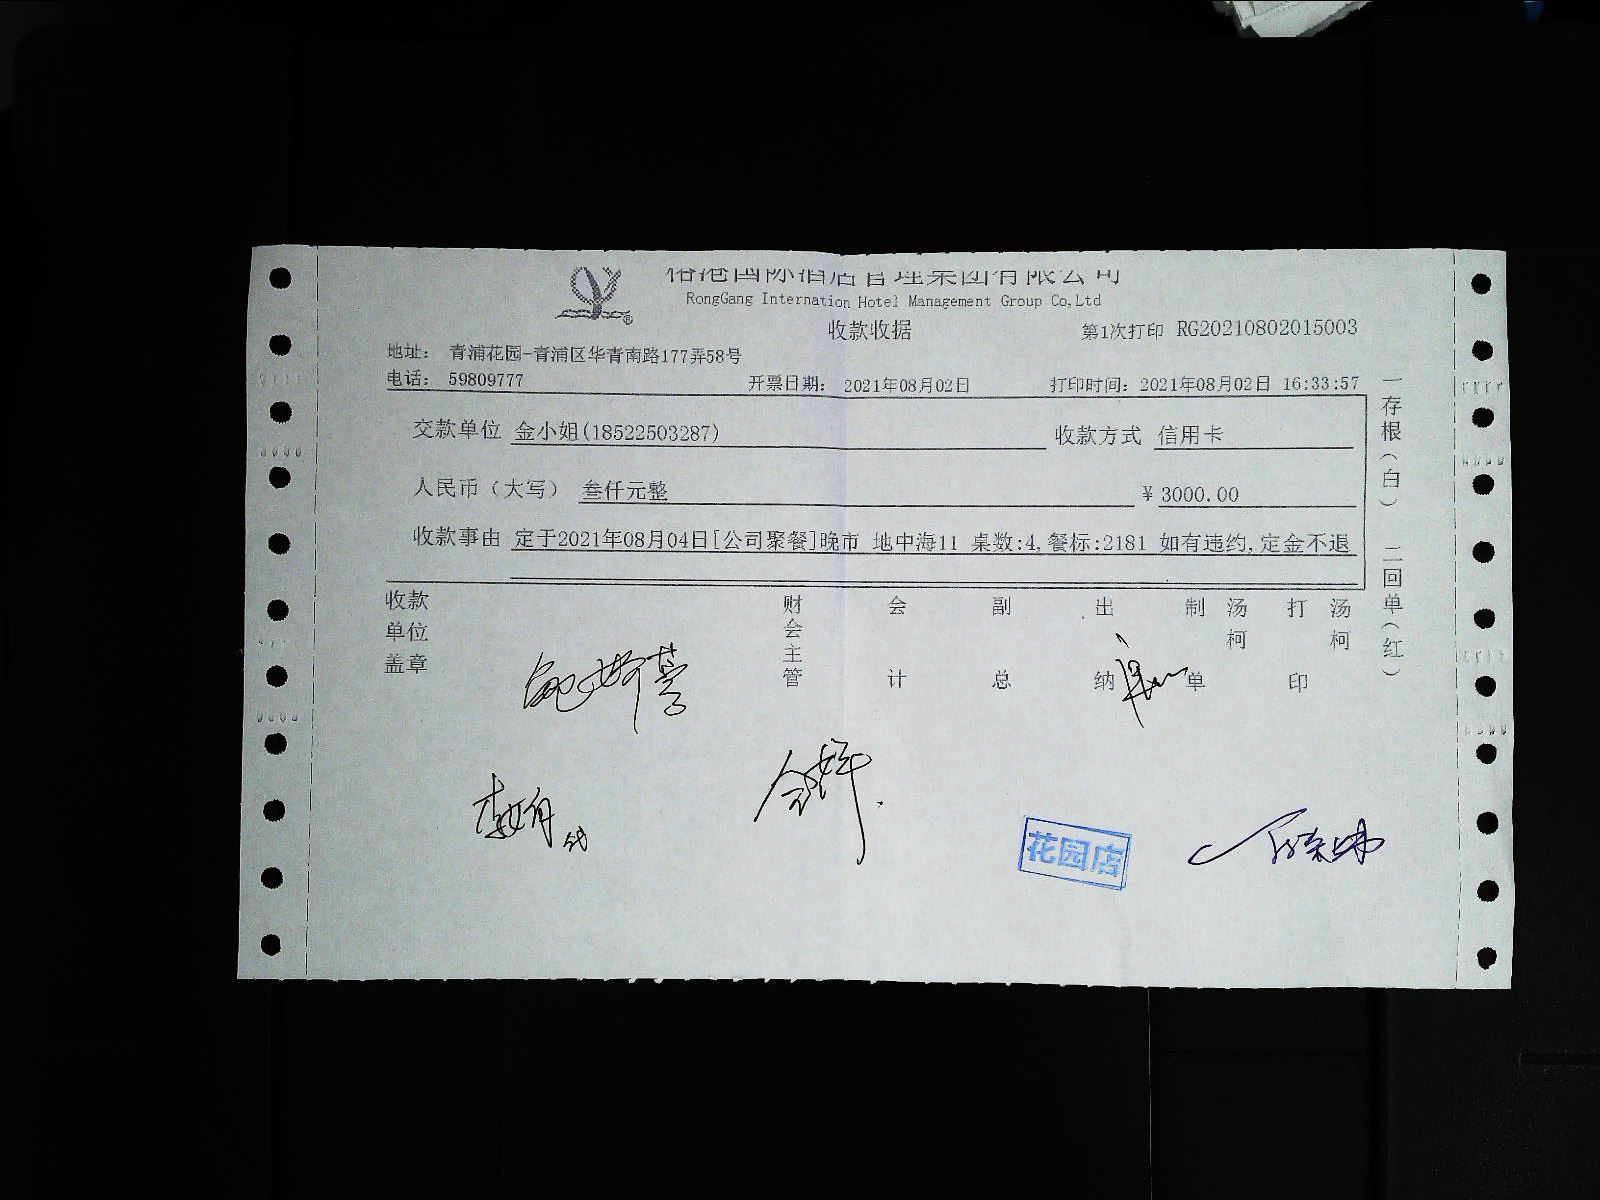 榕港国际酒店管理集团有限公司
RongGang Internation Hotel Management Group Co,Ltd
收款收据 第1次打印 RG20210802015003
地址： 青浦花园-青浦区华青南路177弄58号
电话： 59809777 开票日期： 2021年08月02日 打印时间：2021年08月02日 16:33:57
交款单位 金小姐(18522503287) 收款方式 信用卡
人民币（大写） 叁仟元整 ￥3000.00
收款事由 定于2021年08月04日[公司聚餐]晚市 地中海11 桌数:4,餐标:2181 如有违约,定金不退
收款单位盖章 财会主管 会计 副总 出纳 制单 汤柯 打印 汤柯
一存根（白） 二回单（红）
花园店